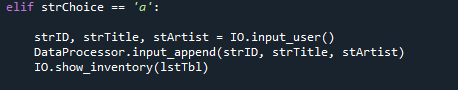 elif strChoice == 'a':
strID, strTitle, stArtist = IO.input_user()
DataProcessor.input_append(strID, strTitle, stArtist)
IO.show_inventory(lstTbl)